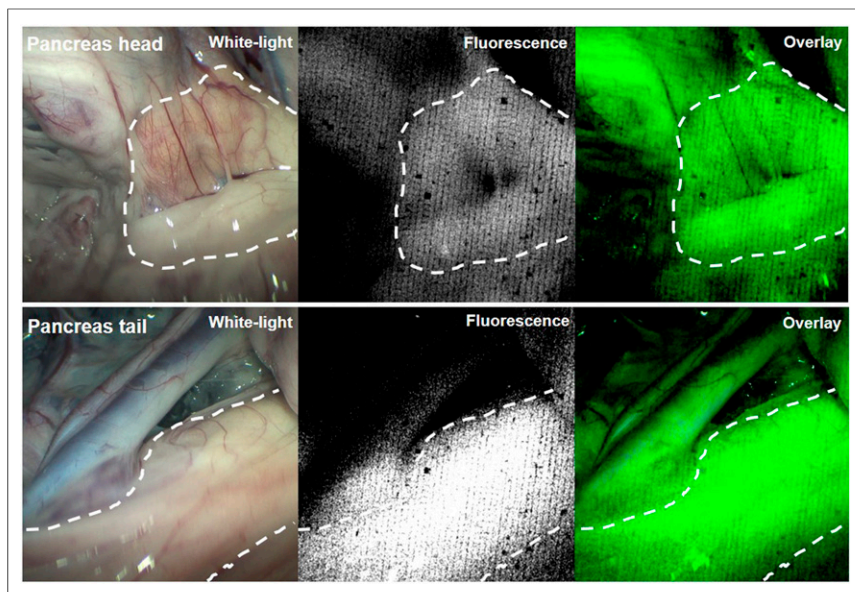 Pancreas head
White-light
Fluorescence
Overlay
Pancreas tail
White-light
Fluorescence
Overlay